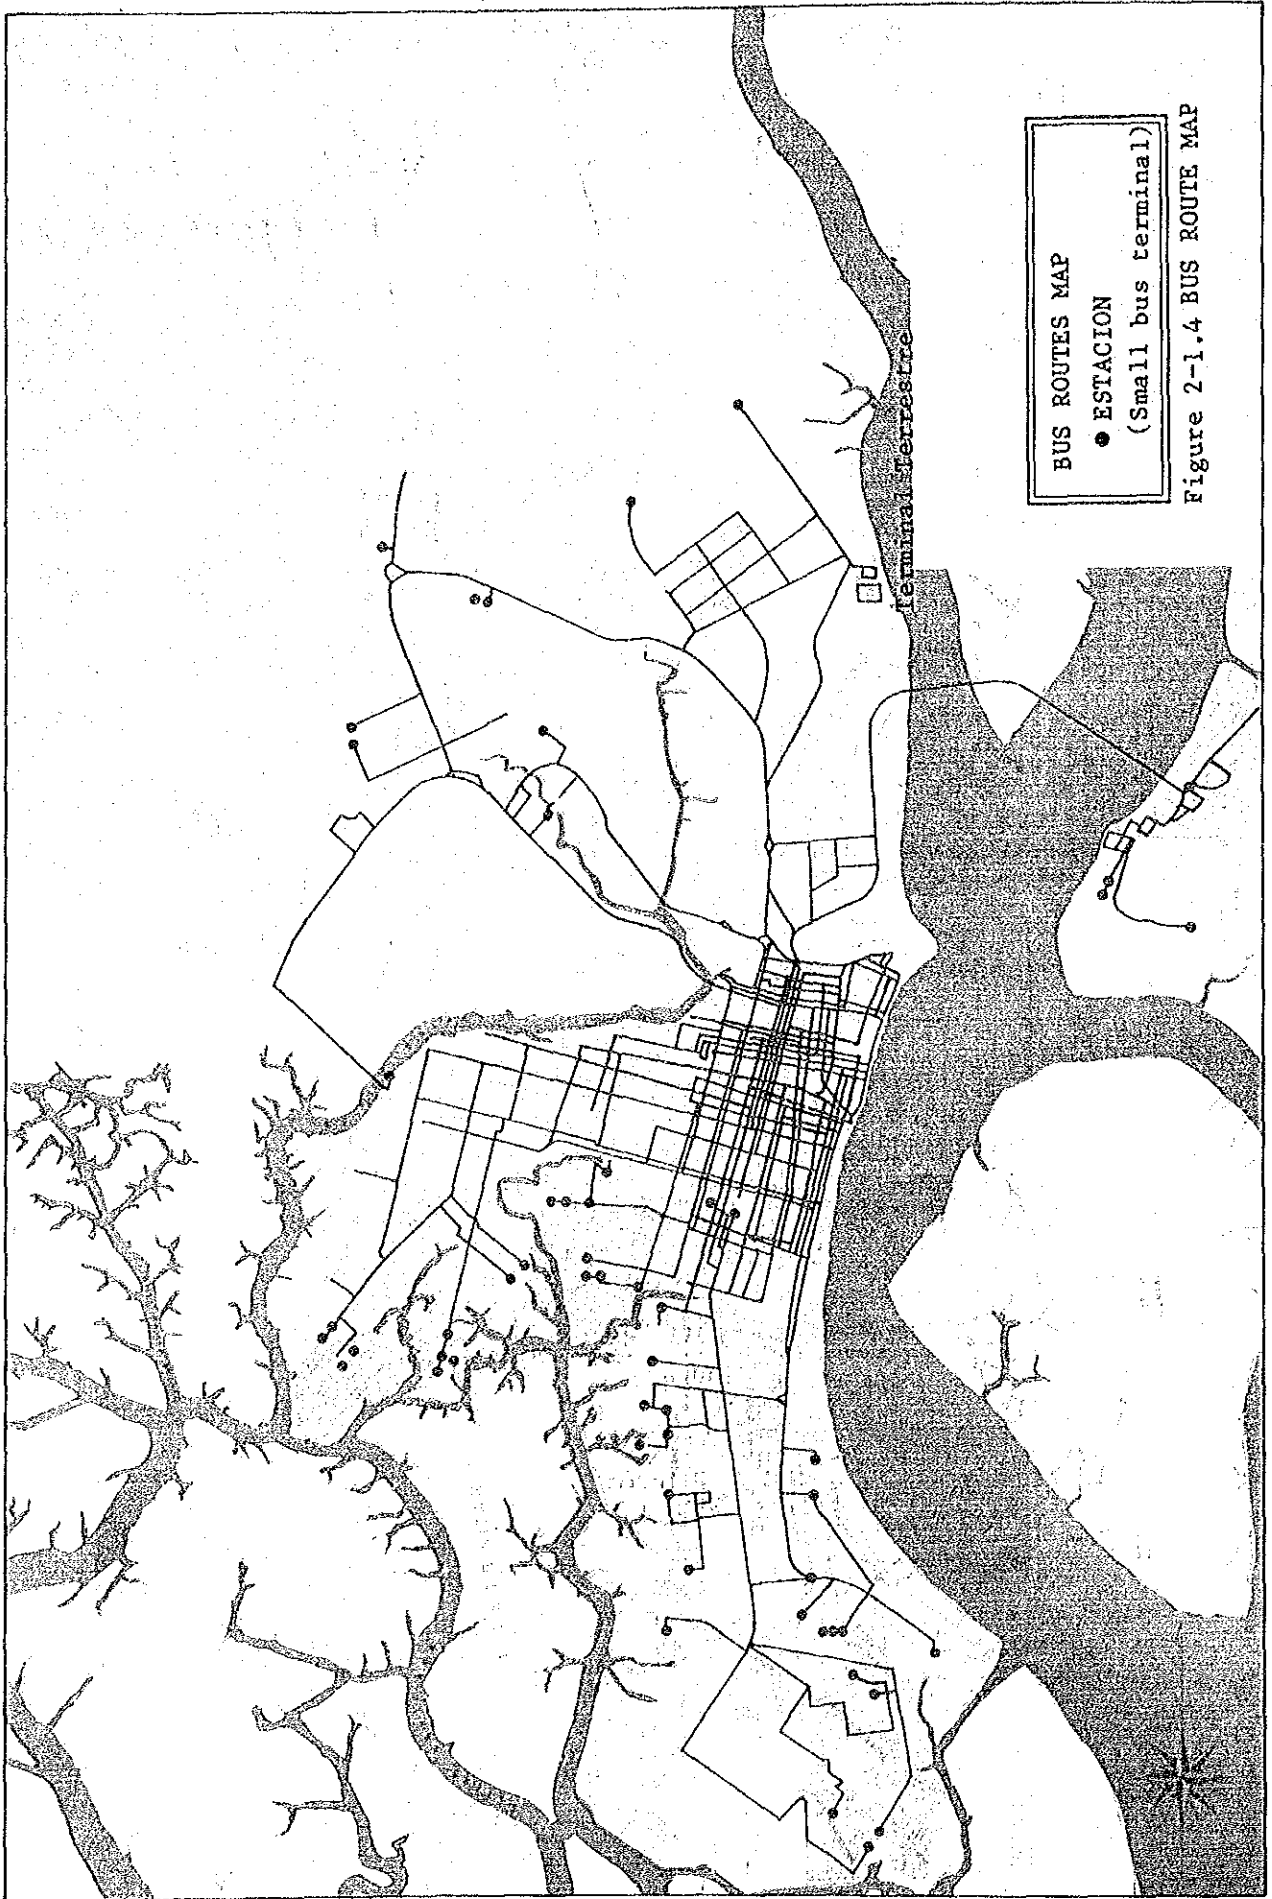 Terminal Terrestre
BUS ROUTES MAP
● ESTACION
(Small bus terminal)
Figure 2-1.4 BUS ROUTE MAP